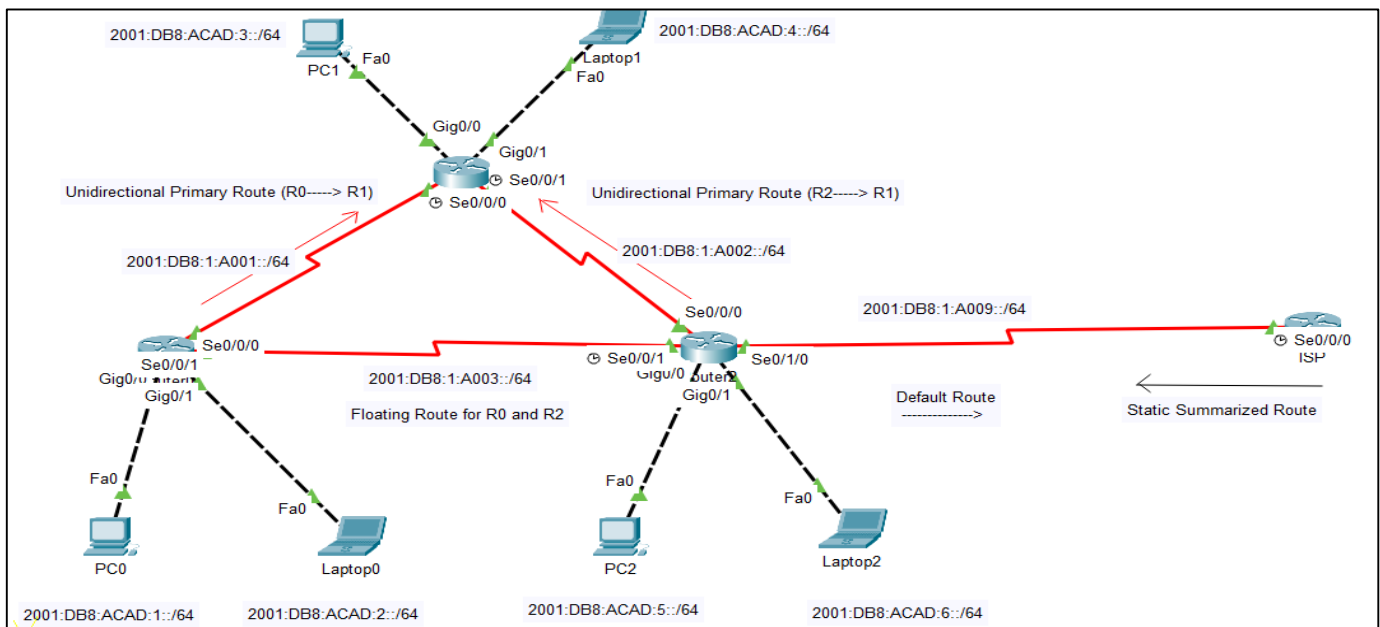 2001:DB8:ACAD:3::/64
2001:DB8:ACAD:4::/64
Fa0
PC1
Laptop1
Fa0
Gig0/0
Gig0/1
Se0/0/1
Se0/0/0
Unidirectional Primary Route (R0-----> R1)
Unidirectional Primary Route (R2-----> R1)
2001:DB8:1:A001::/64
2001:DB8:1:A002::/64
Se0/0/0
2001:DB8:1:A009::/64
Se0/0/0
Se0/0/1
Gig0/0
Gig0/1
2001:DB8:1:A003::/64
Floating Route for R0 and R2
Se0/0/1
Se0/1/0
Gig0/0
outer2
Gig0/1
Se0/0/0
ISP
Default Route
-------------->
Static Summarized Route
Fa0
Fa0
Fa0
Fa0
PC0
Laptop0
PC2
Laptop2
2001:DB8:ACAD:1::/64
2001:DB8:ACAD:2::/64
2001:DB8:ACAD:5::/64
2001:DB8:ACAD:6::/64